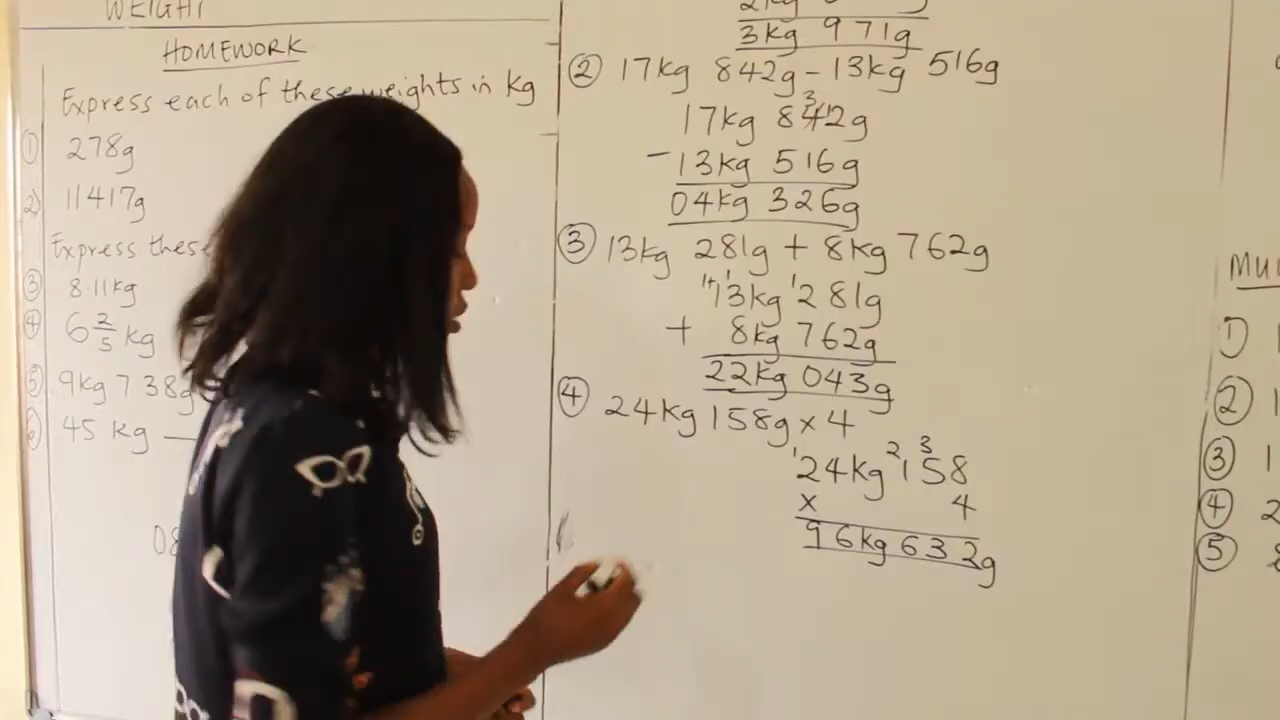 WEIGHT
HOMEWORK
Express each of these weights in kg
① 278g
2) 11417g
Express these
③ 8.11kg
④ 6 2/5 kg
⑤ 9kg 738g
⑥ 45 kg
08
2kg
3kg 971g
② 17kg 842g - 13kg 516g
17kg 842g
- 13kg 516g
04kg 326g
③ 13kg 281g + 8kg 762g
13kg 281g
+ 8kg 762g
22kg 043g
④ 24kg 158g x 4
24kg 158
x 4
96kg 632g
①
②
③ 1
④ 2
⑤